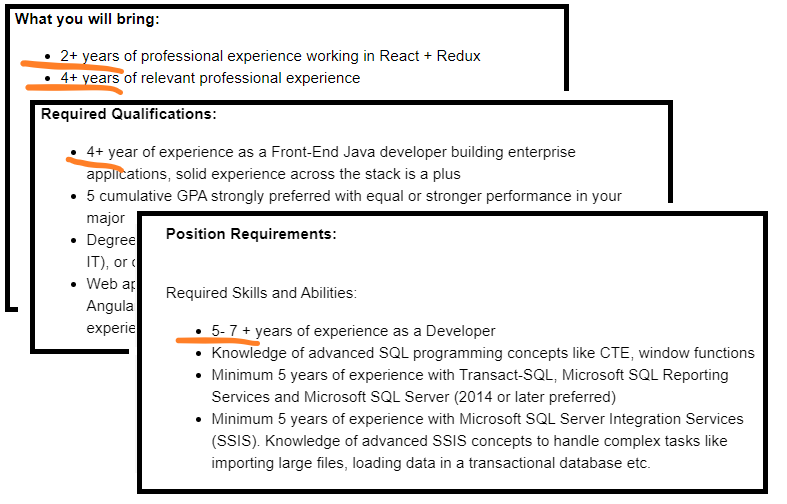 What you will bring:
2+ years of professional experience working in React + Redux
4+ years of relevant professional experience
Required Qualifications:
4+ year of experience as a Front-End Java developer building enterprise
applications, solid experience across the stack is a plus
5 cumulative GPA strongly preferred with equal or stronger performance in your
major
Degree
IT), or
Web
Angula
experie
Position Requirements:
Required Skills and Abilities:
5- 7 + years of experience as a Developer
Knowledge of advanced SQL programming concepts like CTE, window functions
Minimum 5 years of experience with Transact-SQL, Microsoft SQL Reporting
Services and Microsoft SQL Server (2014 or later preferred)
Minimum 5 years of experience with Microsoft SQL Server Integration Services
(SSIS). Knowledge of advanced SSIS concepts to handle complex tasks like
importing large files, loading data in a transactional database etc.